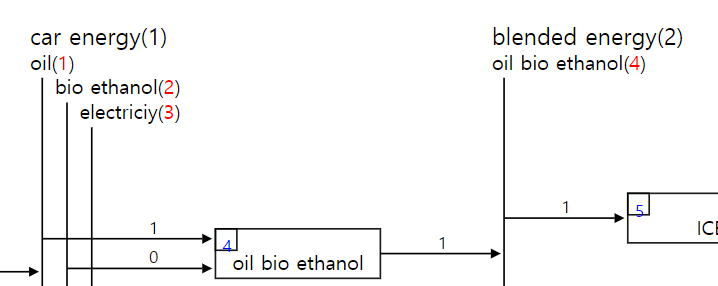 car energy(1)
oil(1)
bio ethanol(2)
electriciy(3)
blended energy(2)
oil bio ethanol(4)
1
0
4
oil bio ethanol
1
1
5
ICE